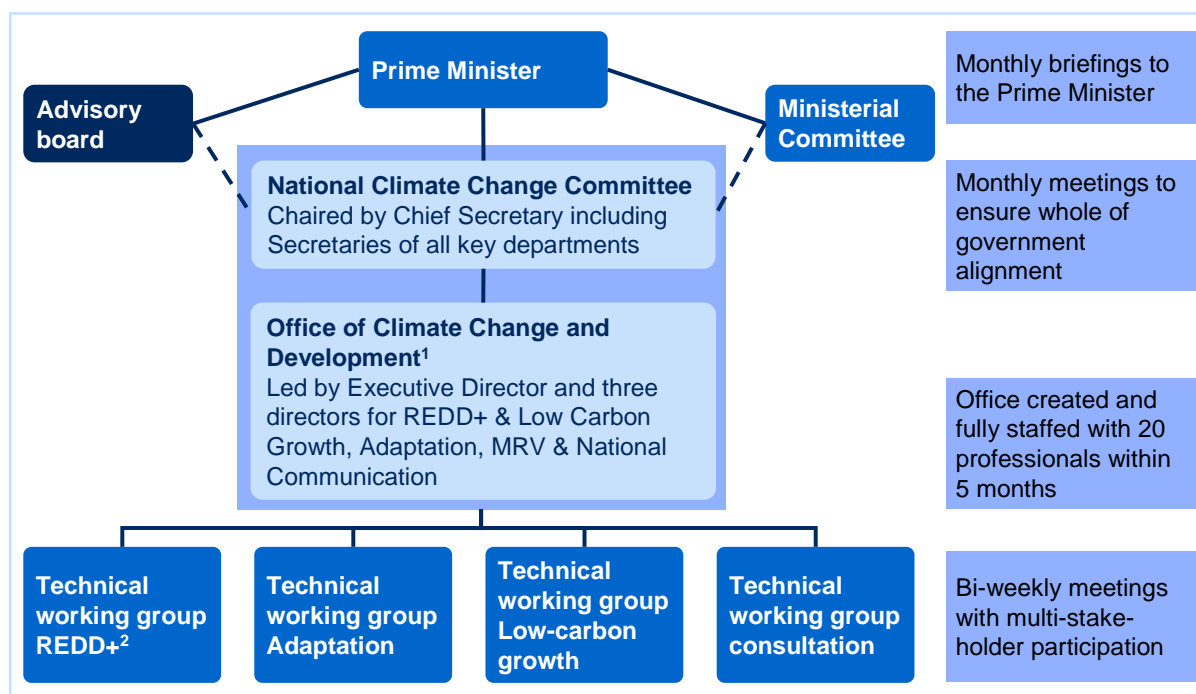 Prime Minister
Advisory
board
Ministerial
Committee
Monthly briefings to
the Prime Minister
National Climate Change Committee
Chaired by Chief Secretary including
Secretaries of all key departments
Monthly meetings to
ensure whole of
government
alignment
Office of Climate Change and
Development¹
Led by Executive Director and three
directors for REDD+ & Low Carbon
Growth, Adaptation, MRV & National
Communication
Office created and
fully staffed with 20
professionals within
5 months
Technical
working group
REDD+²
Technical
working group
Adaptation
Technical
working group
Low-carbon
growth
Technical
working group
consultation
Bi-weekly meetings
with multi-stake-
holder participation